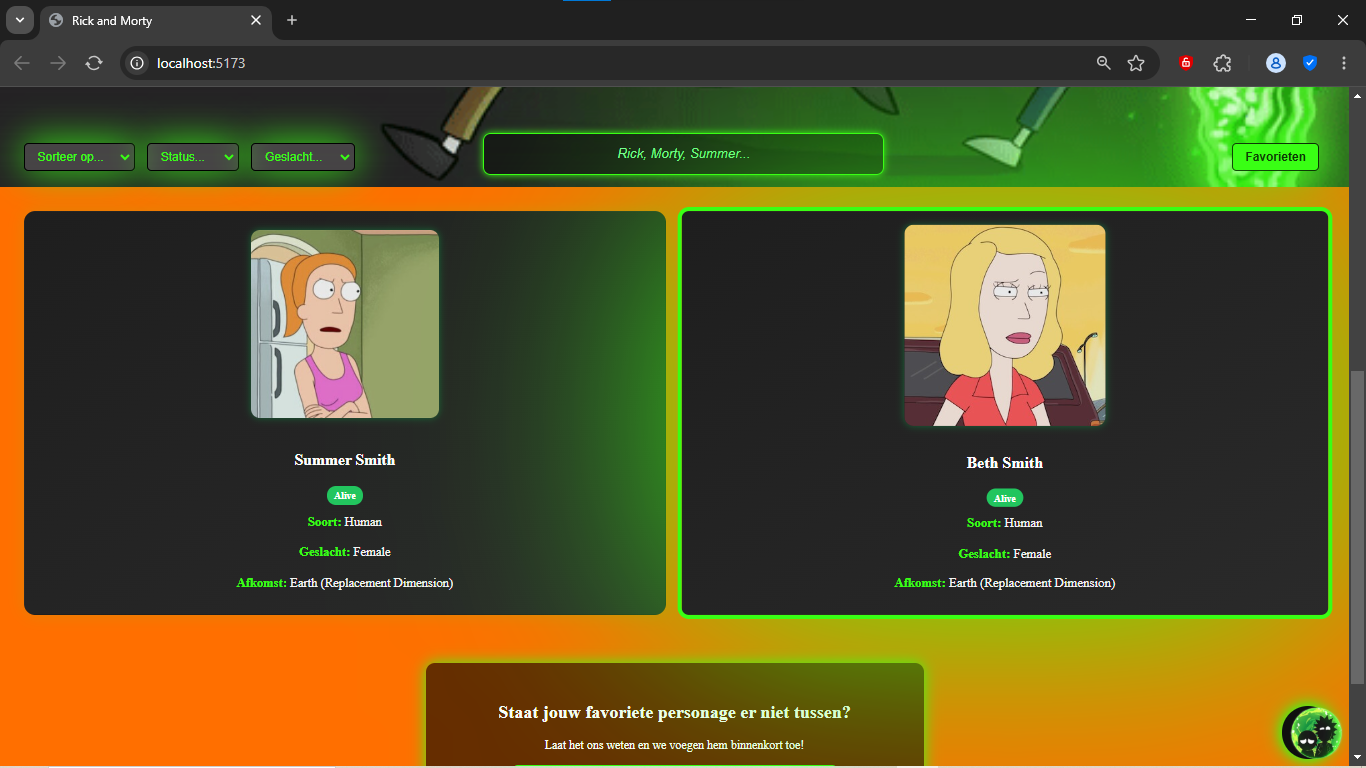 Rick and Morty
localhost:5173
Sorteer op... Status... Geslacht... Rick, Morty, Summer... Favorieten
Summer Smith
Alive
Soort: Human
Geslacht: Female
Afkomst: Earth (Replacement Dimension)
Beth Smith
Alive
Soort: Human
Geslacht: Female
Afkomst: Earth (Replacement Dimension)
Staat jouw favoriete personage er niet tussen?
Laat het ons weten en we voegen hem binnenkort toe!